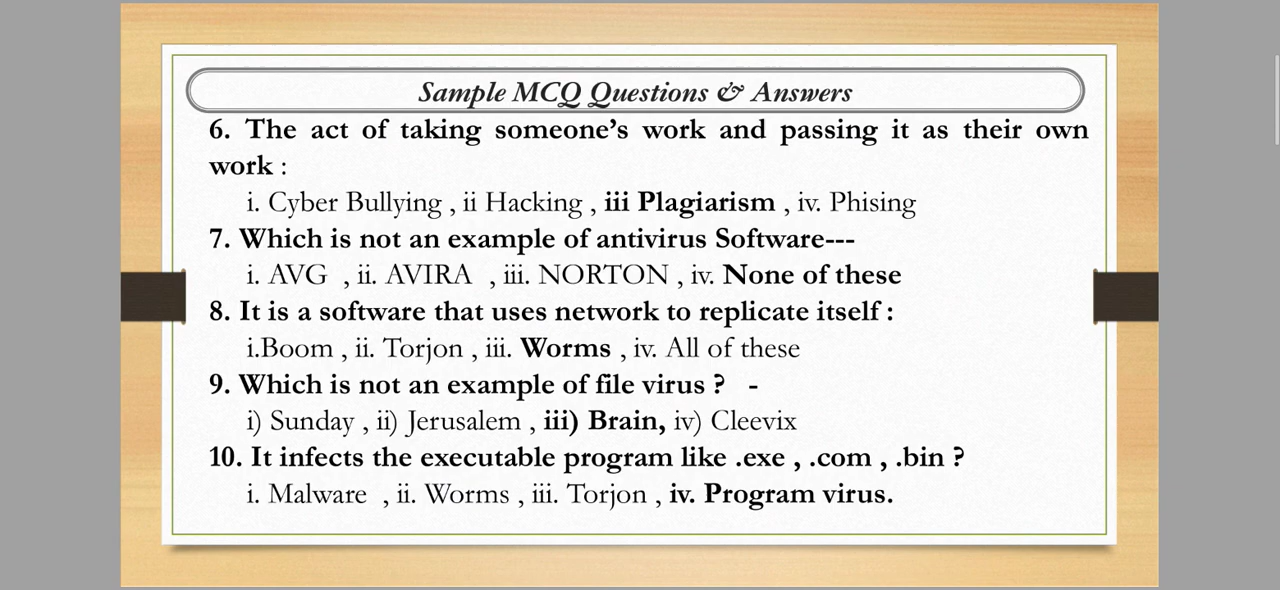 Sample MCQ Questions & Answers
6. The act of taking someone’s work and passing it as their own
work :
i. Cyber Bullying , ii Hacking , iii Plagiarism , iv. Phising
7. Which is not an example of antivirus Software---
i. AVG , ii. AVIRA , iii. NORTON , iv. None of these
8. It is a software that uses network to replicate itself :
i.Boom , ii. Torjon , iii. Worms , iv. All of these
9. Which is not an example of file virus ? -
i) Sunday , ii) Jerusalem , iii) Brain, iv) Cleevix
10. It infects the executable program like .exe , .com , .bin ?
i. Malware , ii. Worms , iii. Torjon , iv. Program virus.